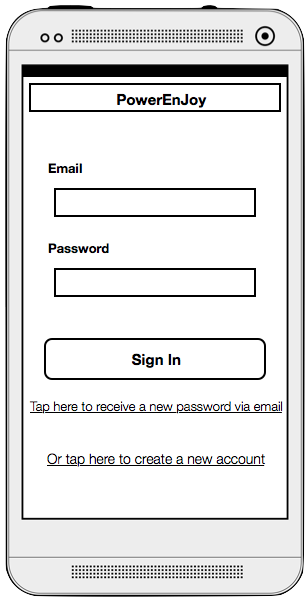 PowerEnJoy
Email
Password
Sign In
Tap here to receive a new password via email
Or tap here to create a new account